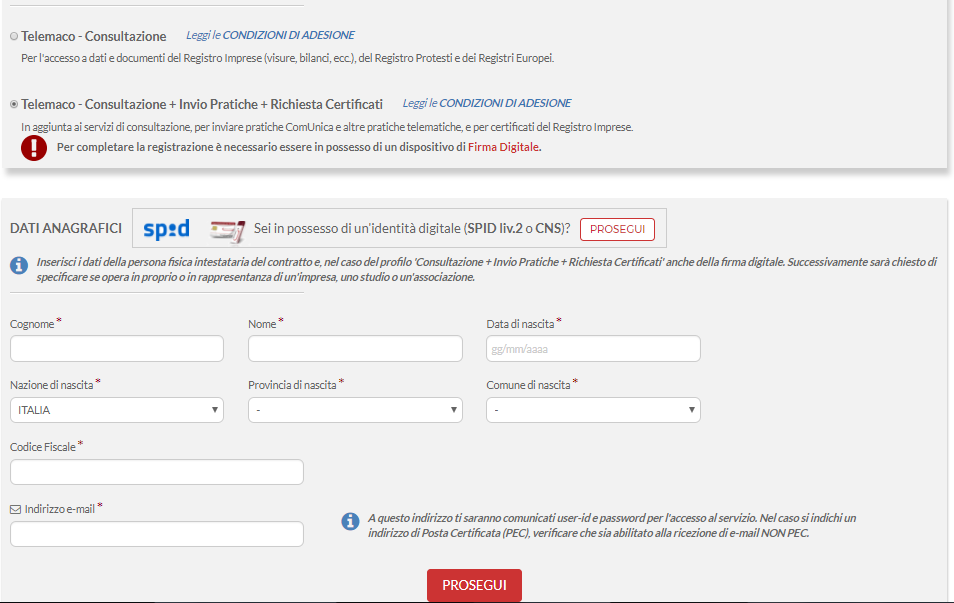 Telemaco - Consultazione Leggi le CONDIZIONI DI ADESIONE
Per l'accesso a dati e documenti del Registro Imprese (visure, bilanci, ecc.), del Registro Protesti e dei Registri Europei.
Telemaco - Consultazione + Invio Pratiche + Richiesta Certificati Leggi le CONDIZIONI DI ADESIONE
In aggiunta ai servizi di consultazione, per inviare pratiche ComUnica e altre pratiche telematiche, e per certificati del Registro Imprese.
Per completare la registrazione è necessario essere in possesso di un dispositivo di Firma Digitale.
DATI ANAGRAFICI spid Sei in possesso di un'identità digitale (SPID liv.2 o CNS)? PROSEGUI
Inserisci i dati della persona fisica intestataria del contratto e, nel caso del profilo 'Consultazione + Invio Pratiche + Richiesta Certificati' anche della firma digitale. Successivamente sarà chiesto di
specificare se opera in proprio o in rappresentanza di un'impresa, uno studio o un'associazione.
Cognome * Nome * Data di nascita *
gg/mm/aaaa
Nazione di nascita * Provincia di nascita * Comune di nascita *
ITALIA - -
Codice Fiscale *
Indirizzo e-mail *
A questo indirizzo ti saranno comunicati user-id e password per l'accesso al servizio. Nel caso si indichi un
indirizzo di Posta Certificata (PEC), verificare che sia abilitato alla ricezione di e-mail NON PEC.
PROSEGUI